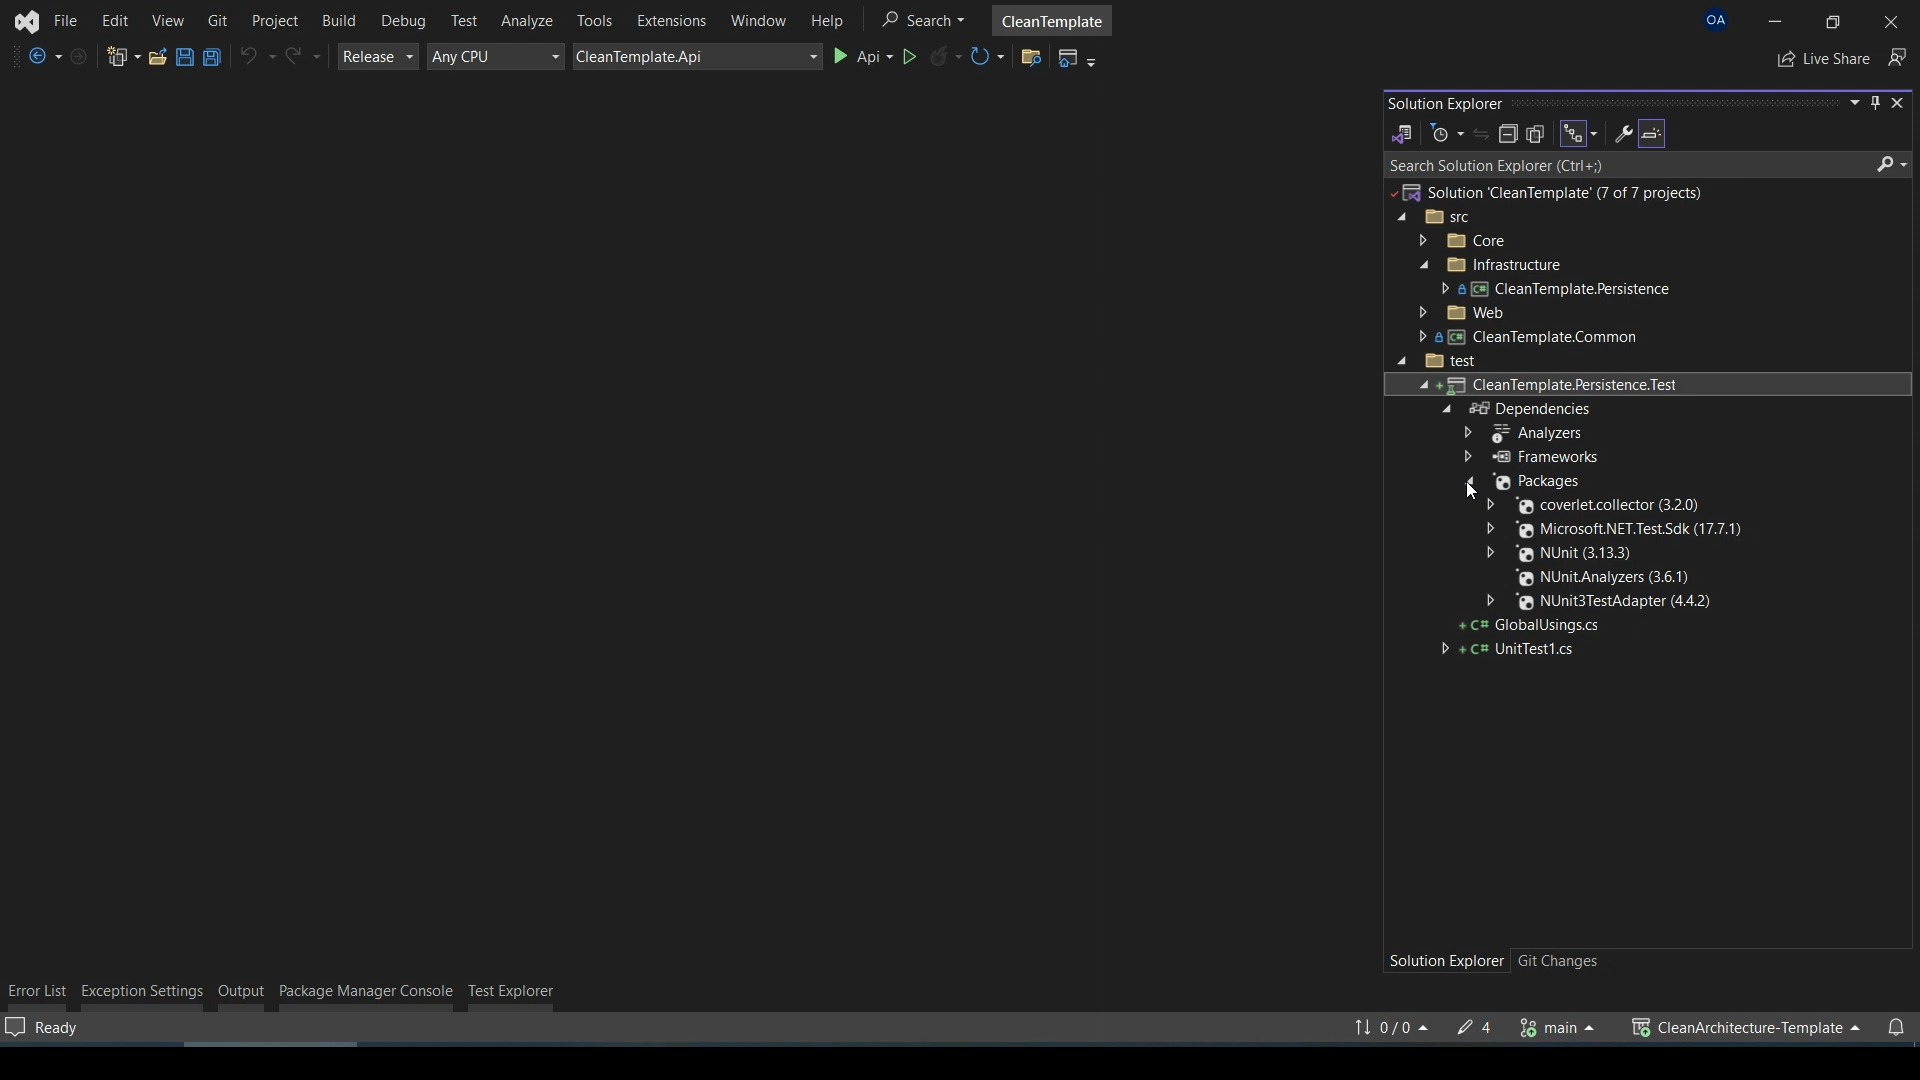 File Edit View Git Project Build Debug Test Analyze Tools Extensions Window Help Search CleanTemplate OA
Release Any CPU CleanTemplate.Api Api Live Share
Solution Explorer
Search Solution Explorer (Ctrl+;)
Solution 'CleanTemplate' (7 of 7 projects)
src
Core
Infrastructure
C# CleanTemplate.Persistence
Web
C# CleanTemplate.Common
test
CleanTemplate.Persistence.Test
Dependencies
Analyzers
Frameworks
Packages
coverlet.collector (3.2.0)
Microsoft.NET.Test.Sdk (17.7.1)
NUnit (3.13.3)
NUnit.Analyzers (3.6.1)
NUnit3TestAdapter (4.4.2)
+ C# GlobalUsings.cs
+ C# UnitTest1.cs
Solution Explorer Git Changes
Error List Exception Settings Output Package Manager Console Test Explorer
Ready 0 / 0 4 main CleanArchitecture-Template